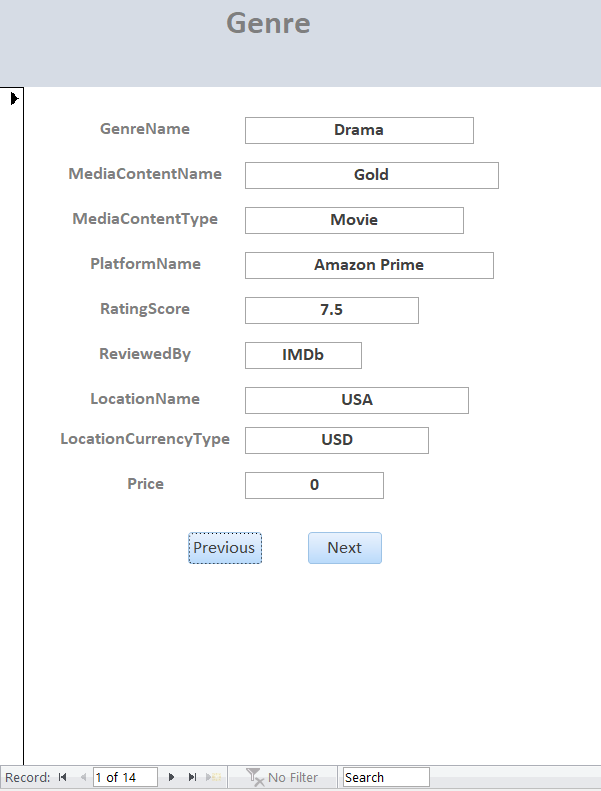 Genre
GenreName Drama
MediaContentName Gold
MediaContentType Movie
PlatformName Amazon Prime
RatingScore 7.5
ReviewedBy IMDb
LocationName USA
LocationCurrencyType USD
Price 0
Previous Next
Record: 1 of 14 No Filter Search